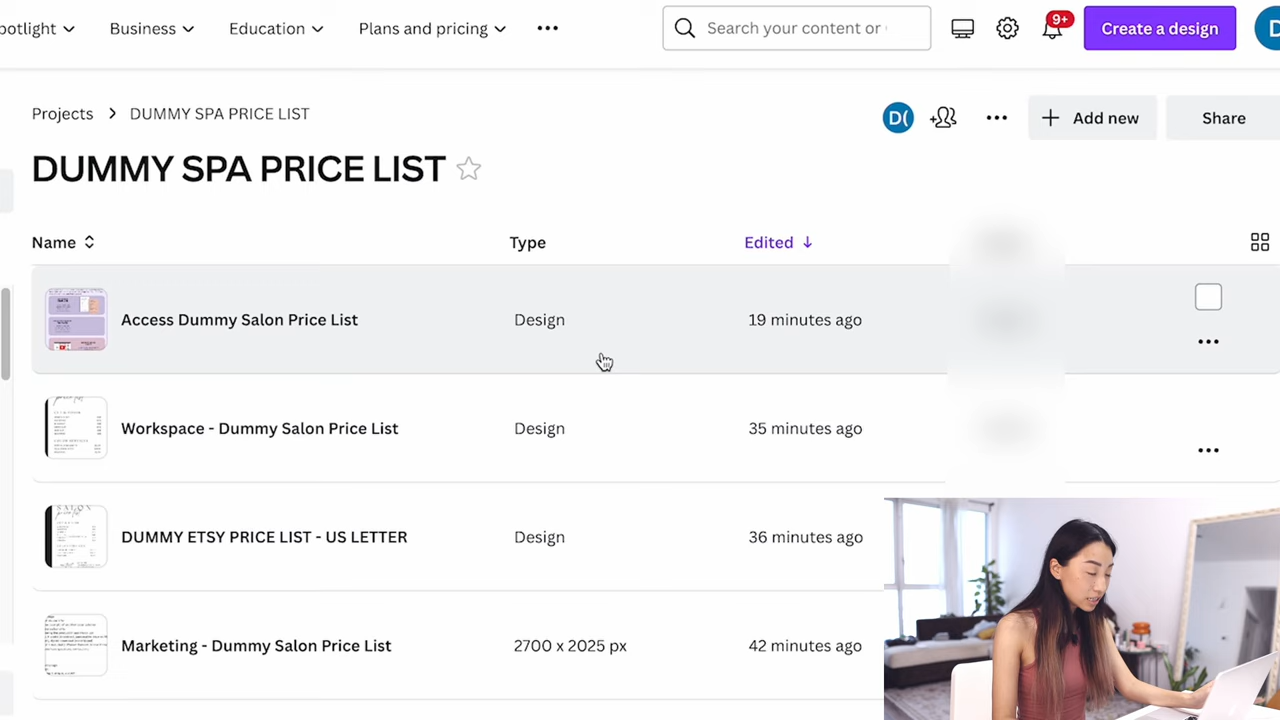 potlight Business Education Plans and pricing Search your content or 9+ Create a design D
Projects > DUMMY SPA PRICE LIST D( Add new Share
DUMMY SPA PRICE LIST
Name Type Edited
Access Dummy Salon Price List Design 19 minutes ago
Workspace - Dummy Salon Price List Design 35 minutes ago
DUMMY ETSY PRICE LIST - US LETTER Design 36 minutes ago
Marketing - Dummy Salon Price List 2700 x 2025 px 42 minutes ago